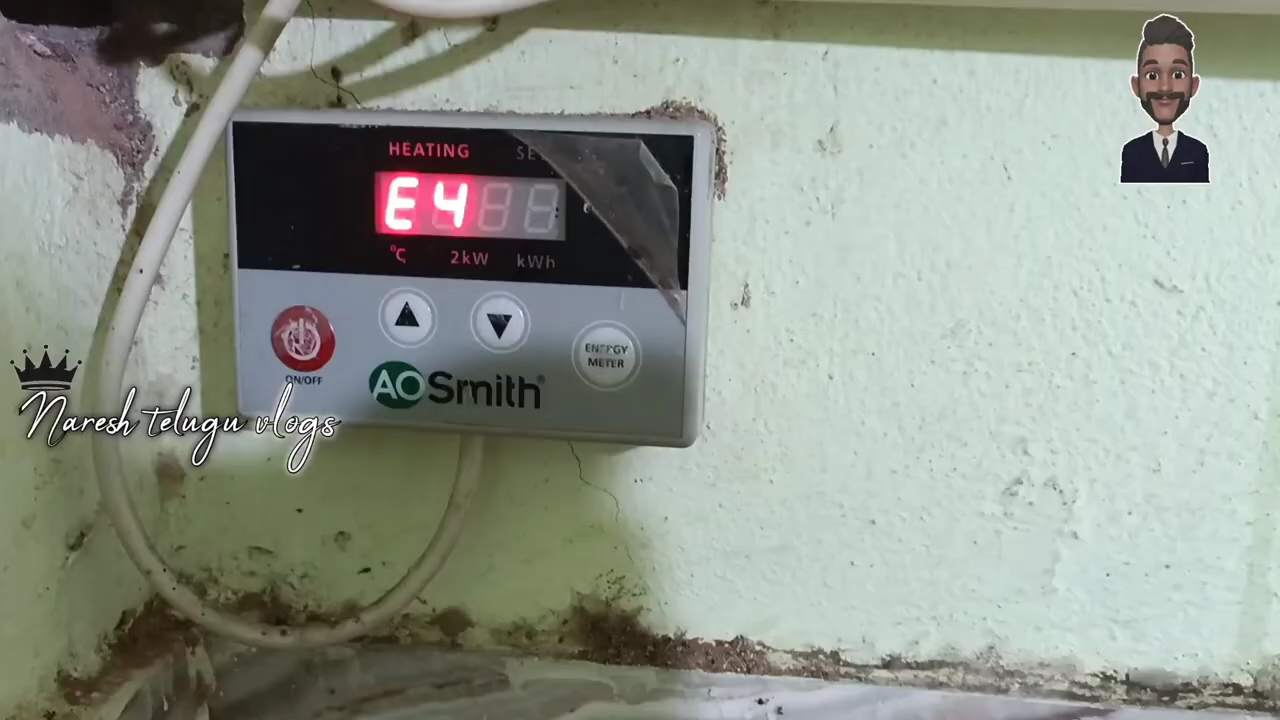 HEATING
E4
°C 2kW kWh
ON/OFF
ENERGY
METER
AO Smith®
Naresh telugu vlogs